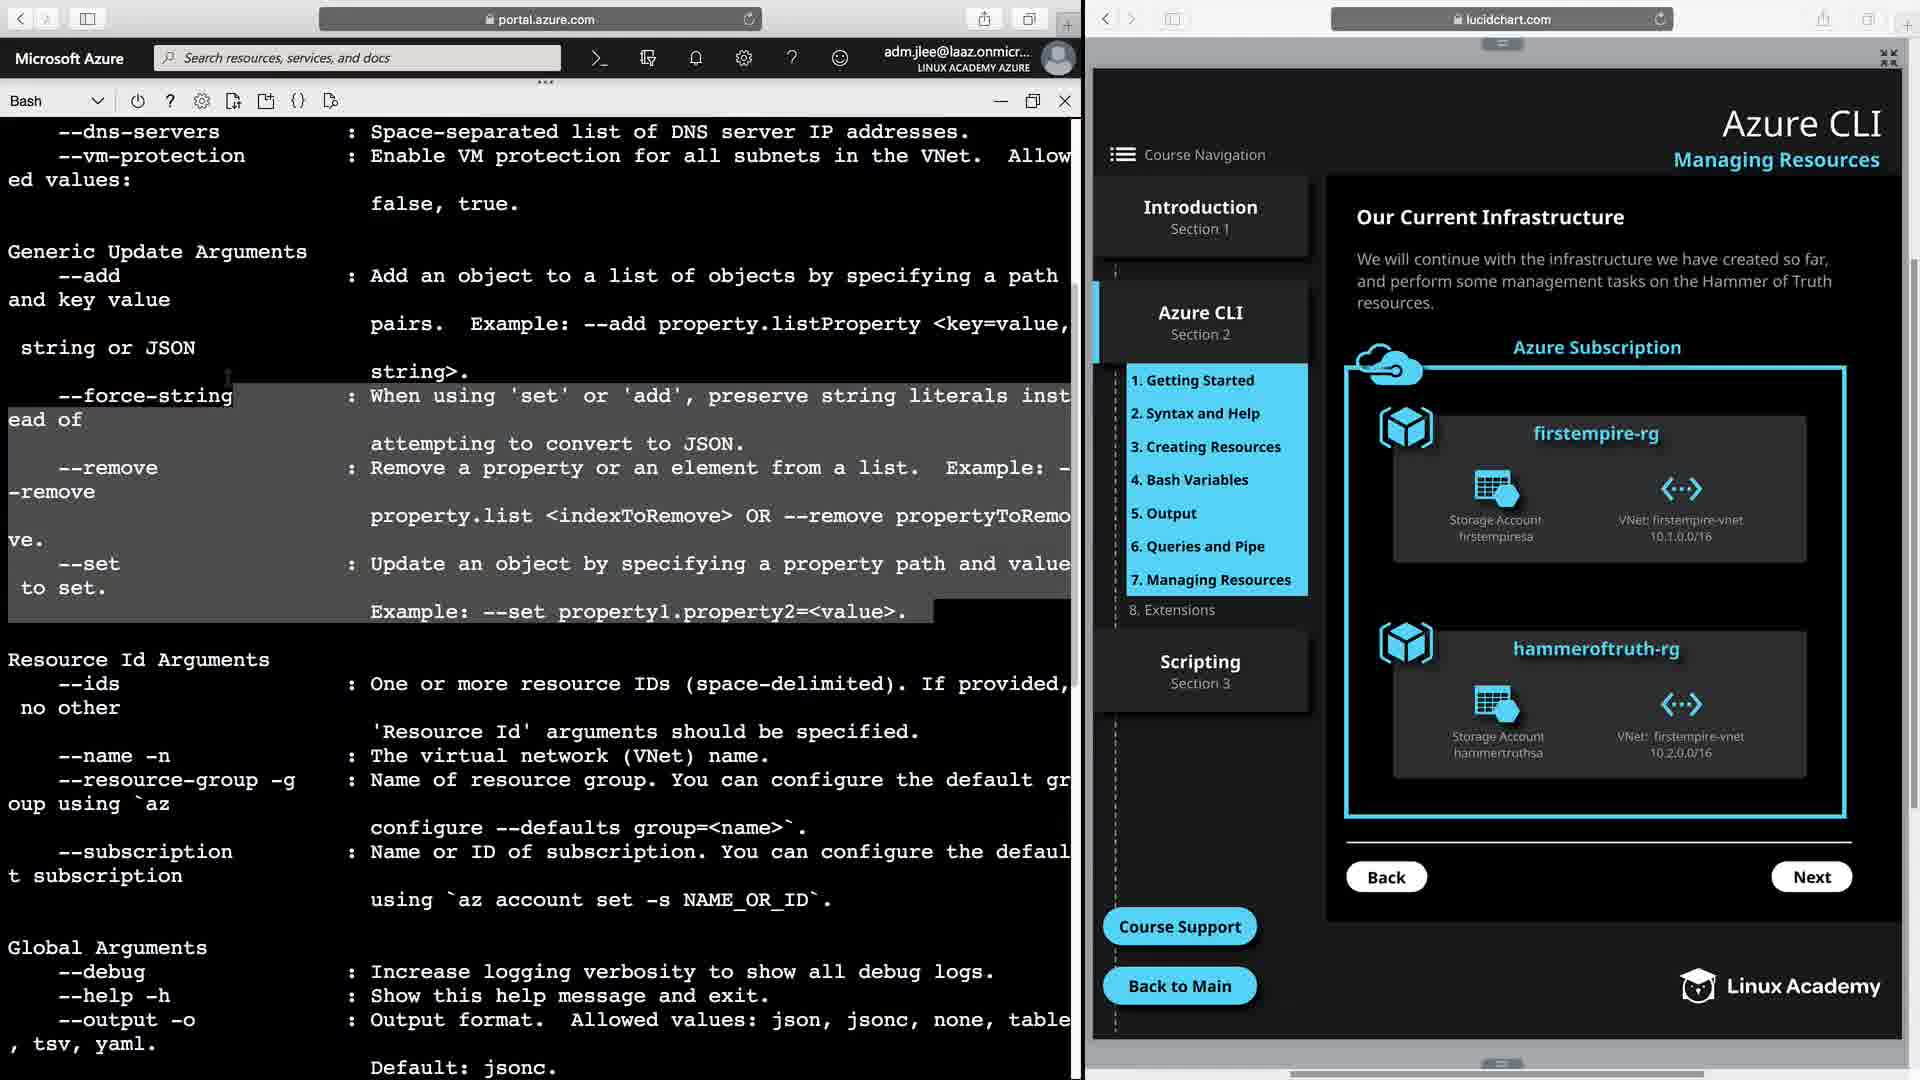 portal.azure.com
Microsoft Azure
Search resources, services, and docs
adm.jlee@laaz.onmicr...
LINUX ACADEMY AZURE
Bash
--dns-servers : Space-separated list of DNS server IP addresses.
--vm-protection : Enable VM protection for all subnets in the VNet. Allow
ed values:
false, true.
Generic Update Arguments
--add : Add an object to a list of objects by specifying a path
and key value
pairs. Example: --add property.listProperty <key=value,
string or JSON
string>.
--force-string : When using 'set' or 'add', preserve string literals inst
ead of
attempting to convert to JSON.
--remove : Remove a property or an element from a list. Example: -
-remove
property.list <indexToRemove> OR --remove propertyToRemo
ve.
--set : Update an object by specifying a property path and value
to set.
Example: --set property1.property2=<value>.
Resource Id Arguments
--ids : One or more resource IDs (space-delimited). If provided,
no other
'Resource Id' arguments should be specified.
--name -n : The virtual network (VNet) name.
--resource-group -g : Name of resource group. You can configure the default gr
oup using `az
configure --defaults group=<name>`.
--subscription : Name or ID of subscription. You can configure the defaul
t subscription
using `az account set -s NAME_OR_ID`.
Global Arguments
--debug : Increase logging verbosity to show all debug logs.
--help -h : Show this help message and exit.
--output -o : Output format. Allowed values: json, jsonc, none, table
, tsv, yaml.
Default: jsonc.
lucidchart.com
Azure CLI
Managing Resources
Course Navigation
Introduction
Section 1
Azure CLI
Section 2
1. Getting Started
2. Syntax and Help
3. Creating Resources
4. Bash Variables
5. Output
6. Queries and Pipe
7. Managing Resources
8. Extensions
Scripting
Section 3
Course Support
Back to Main
Our Current Infrastructure
We will continue with the infrastructure we have created so far,
and perform some management tasks on the Hammer of Truth
resources.
Azure Subscription
firstempire-rg
Storage Account
firstempiresa
VNet: firstempire-vnet
10.1.0.0/16
hammeroftruth-rg
Storage Account
hammertrothsa
VNet: firstempire-vnet
10.2.0.0/16
Back
Next
Linux Academy